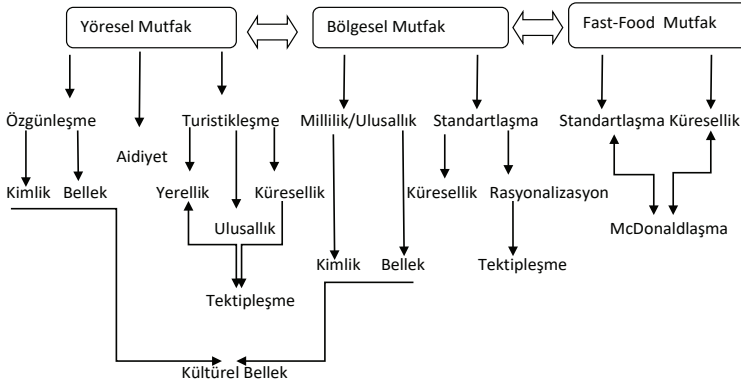 Yöresel Mutfak Bölgesel Mutfak Fast-Food Mutfak
Özgünleşme Turistikleşme Millilik/Ulusallık Standartlaşma Standartlaşma Küresellik
Aidiyet
Kimlik Bellek Yerellik Küresellik Küresellik Rasyonalizasyon
Ulusallık McDonaldlaşma
Kimlik Bellek Tektipleşme
Tektipleşme
Kültürel Bellek